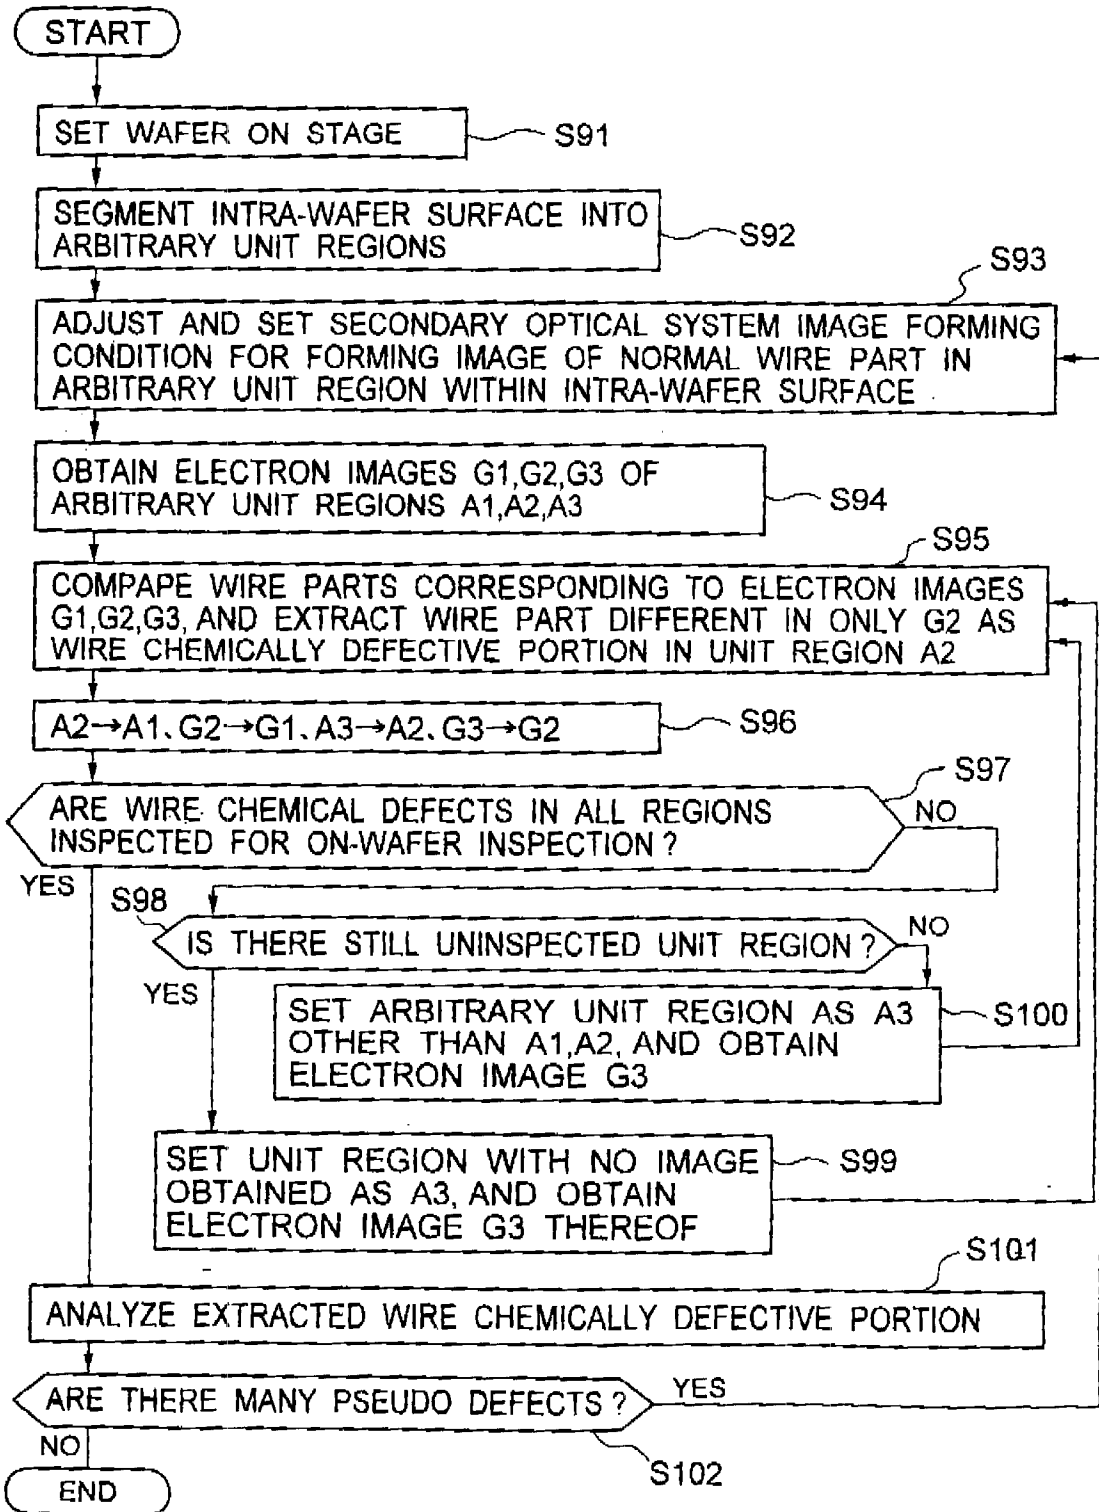 START
SET WAFER ON STAGE
S91
SEGMENT INTRA-WAFER SURFACE INTO
ARBITRARY UNIT REGIONS
S92
S93
ADJUST AND SET SECONDARY OPTICAL SYSTEM IMAGE FORMING
CONDITION FOR FORMING IMAGE OF NORMAL WIRE PART IN
ARBITRARY UNIT REGION WITHIN INTRA-WAFER SURFACE
OBTAIN ELECTRON IMAGES G1,G2,G3 OF
ARBITRARY UNIT REGIONS A1,A2,A3
S94
S95
COMPAPE WIRE PARTS CORRESPONDING TO ELECTRON IMAGES
G1,G2,G3, AND EXTRACT WIRE PART DIFFERENT IN ONLY G2 AS
WIRE CHEMICALLY DEFECTIVE PORTION IN UNIT REGION A2
A2→A1、G2→G1、A3→A2、G3→G2
S96
S97
ARE WIRE CHEMICAL DEFECTS IN ALL REGIONS
INSPECTED FOR ON-WAFER INSPECTION?
NO
YES
S98
IS THERE STILL UNINSPECTED UNIT REGION?
NO
YES
SET ARBITRARY UNIT REGION AS A3
OTHER THAN A1,A2, AND OBTAIN
ELECTRON IMAGE G3
S100
SET UNIT REGION WITH NO IMAGE
OBTAINED AS A3, AND OBTAIN
ELECTRON IMAGE G3 THEREOF
S99
S101
ANALYZE EXTRACTED WIRE CHEMICALLY DEFECTIVE PORTION
ARE THERE MANY PSEUDO DEFECTS?
YES
NO
S102
END